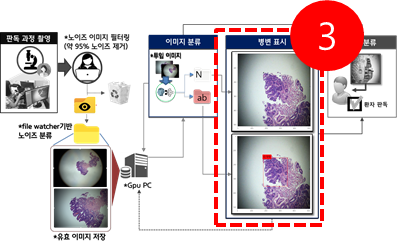 판독 과정 촬영
*노이즈 이미지 필터링
(약 95% 노이즈 제거)
*file watcher기반
노이즈 분류
*유효 이미지 저장
*Gpu PC
이미지 분류
*투입 이미지
N
ab
병변 표시
3
분류
환자 판독